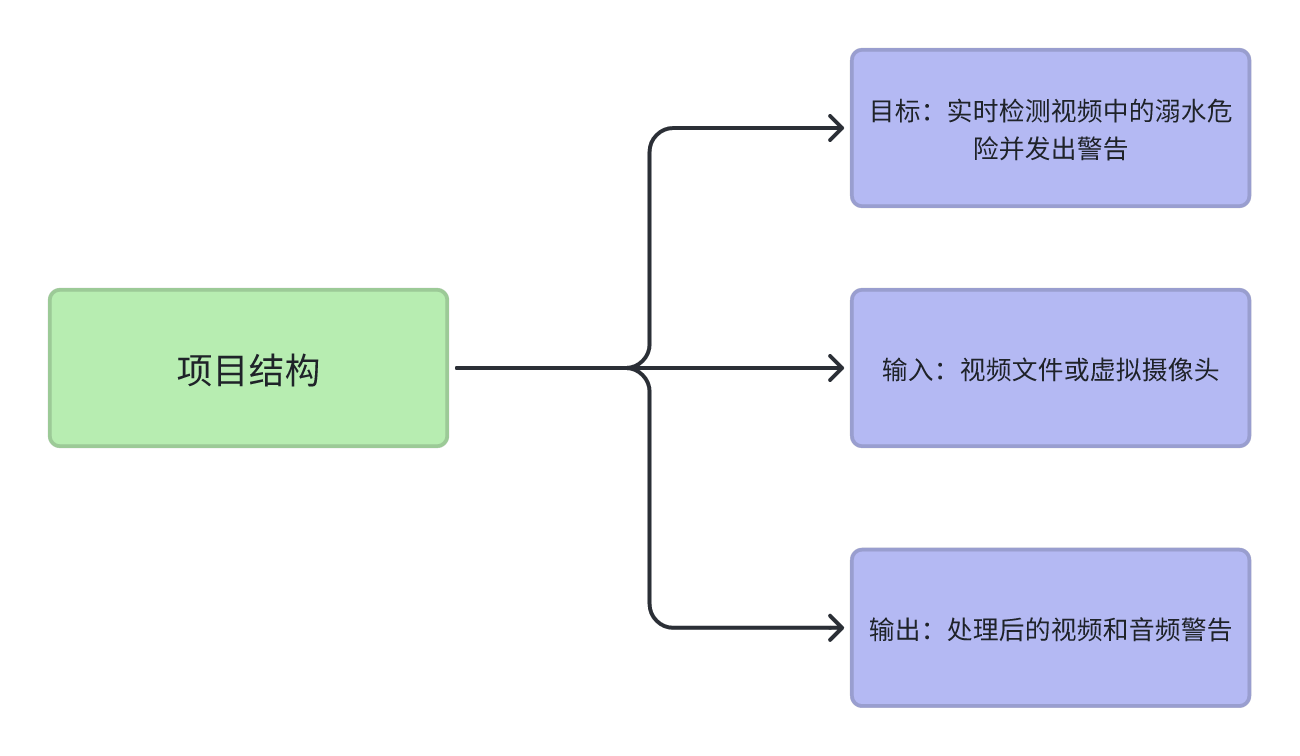 项目结构
目标：实时检测视频中的溺水危
险并发出警告
输入：视频文件或虚拟摄像头
输出：处理后的视频和音频警告